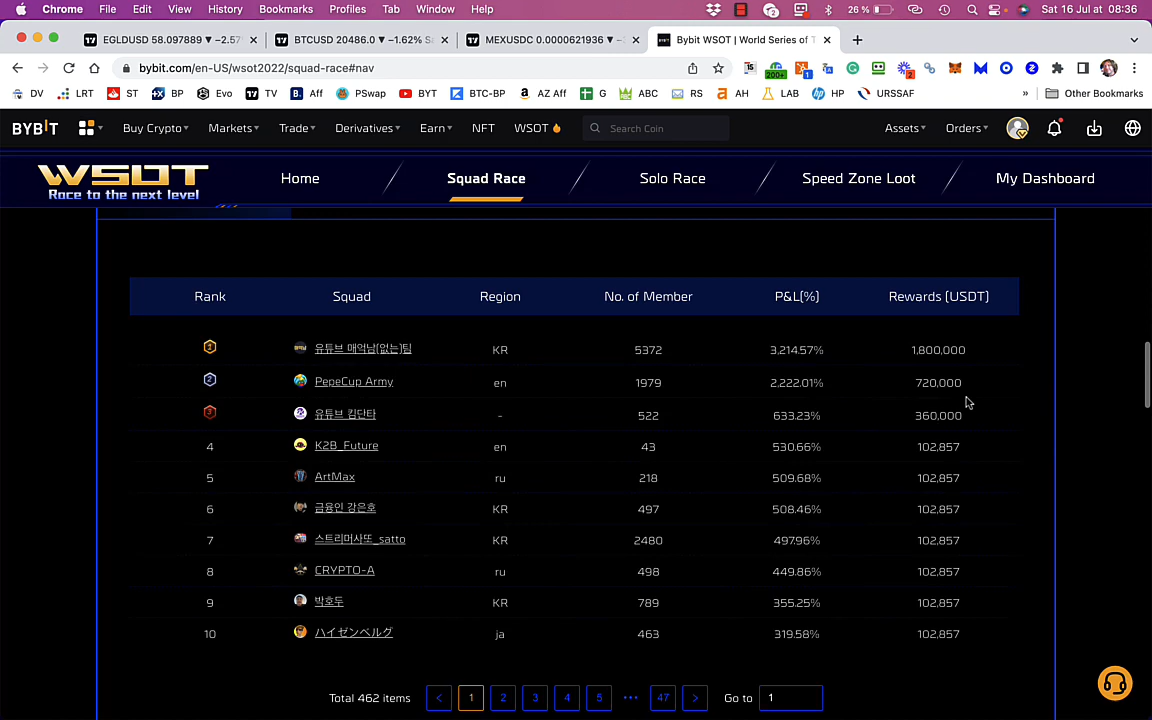 Chrome File Edit View History Bookmarks Profiles Tab Window Help 2 26 % Sat 16 Jul at 08:36
EGLDUSD 58.097889 ▼ −2.57 × BTCUSD 20486.0 ▼ −1.62% S × MEXUSDC 0.0000621936 ▼ − × Bybit WSOT | World Series of T × +
bybit.com/en-US/wsot2022/squad-race#nav
DV LRT ST BP Evo TV Aff PSwap BYT BTC-BP AZ Aff G ABC RS AH LAB HP URSSAF » Other Bookmarks
BYBIT Buy Crypto Markets Trade Derivatives Earn NFT WSOT Search Coin Assets Orders
WSOT
Race to the next level
Home Squad Race Solo Race Speed Zone Loot My Dashboard
Rank Squad Region No. of Member P&L(%) Rewards (USDT)
1 유튜브 매억남(없는)팀 KR 5372 3,214.57% 1,800,000
2 PepeCup Army en 1979 2,222.01% 720,000
3 유튜브 킴단타 - 522 633.23% 360,000
4 K2B_Future en 43 530.66% 102,857
5 ArtMax ru 218 509.68% 102,857
6 금융인 강은호 KR 497 508.46% 102,857
7 스트리머사또_satto KR 2480 497.96% 102,857
8 CRYPTO-A ru 498 449.86% 102,857
9 박호두 KR 789 355.25% 102,857
10 ハイゼンベルグ ja 463 319.58% 102,857
Total 462 items < 1 2 3 4 5 ••• 47 > Go to 1